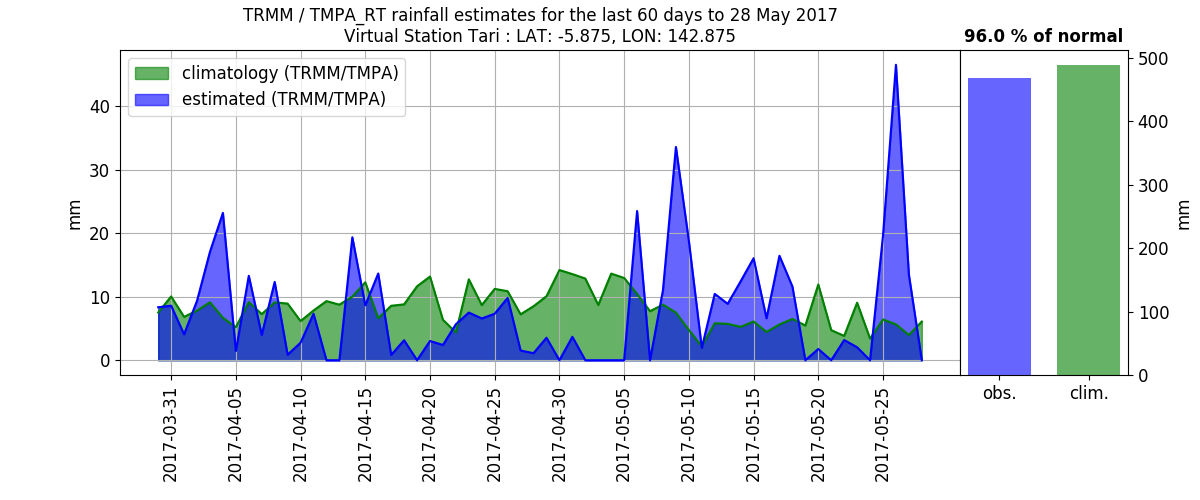 TRMM / TMPA_RT rainfall estimates for the last 60 days to 28 May 2017
Virtual Station Tari : LAT: -5.875, LON: 142.875
96.0 % of normal
climatology (TRMM/TMPA)
estimated (TRMM/TMPA)
mm
40
30
20
10
0
2017-03-31
2017-04-05
2017-04-10
2017-04-15
2017-04-20
2017-04-25
2017-04-30
2017-05-05
2017-05-10
2017-05-15
2017-05-20
2017-05-25
500
400
300
200
100
0
mm
obs.
clim.